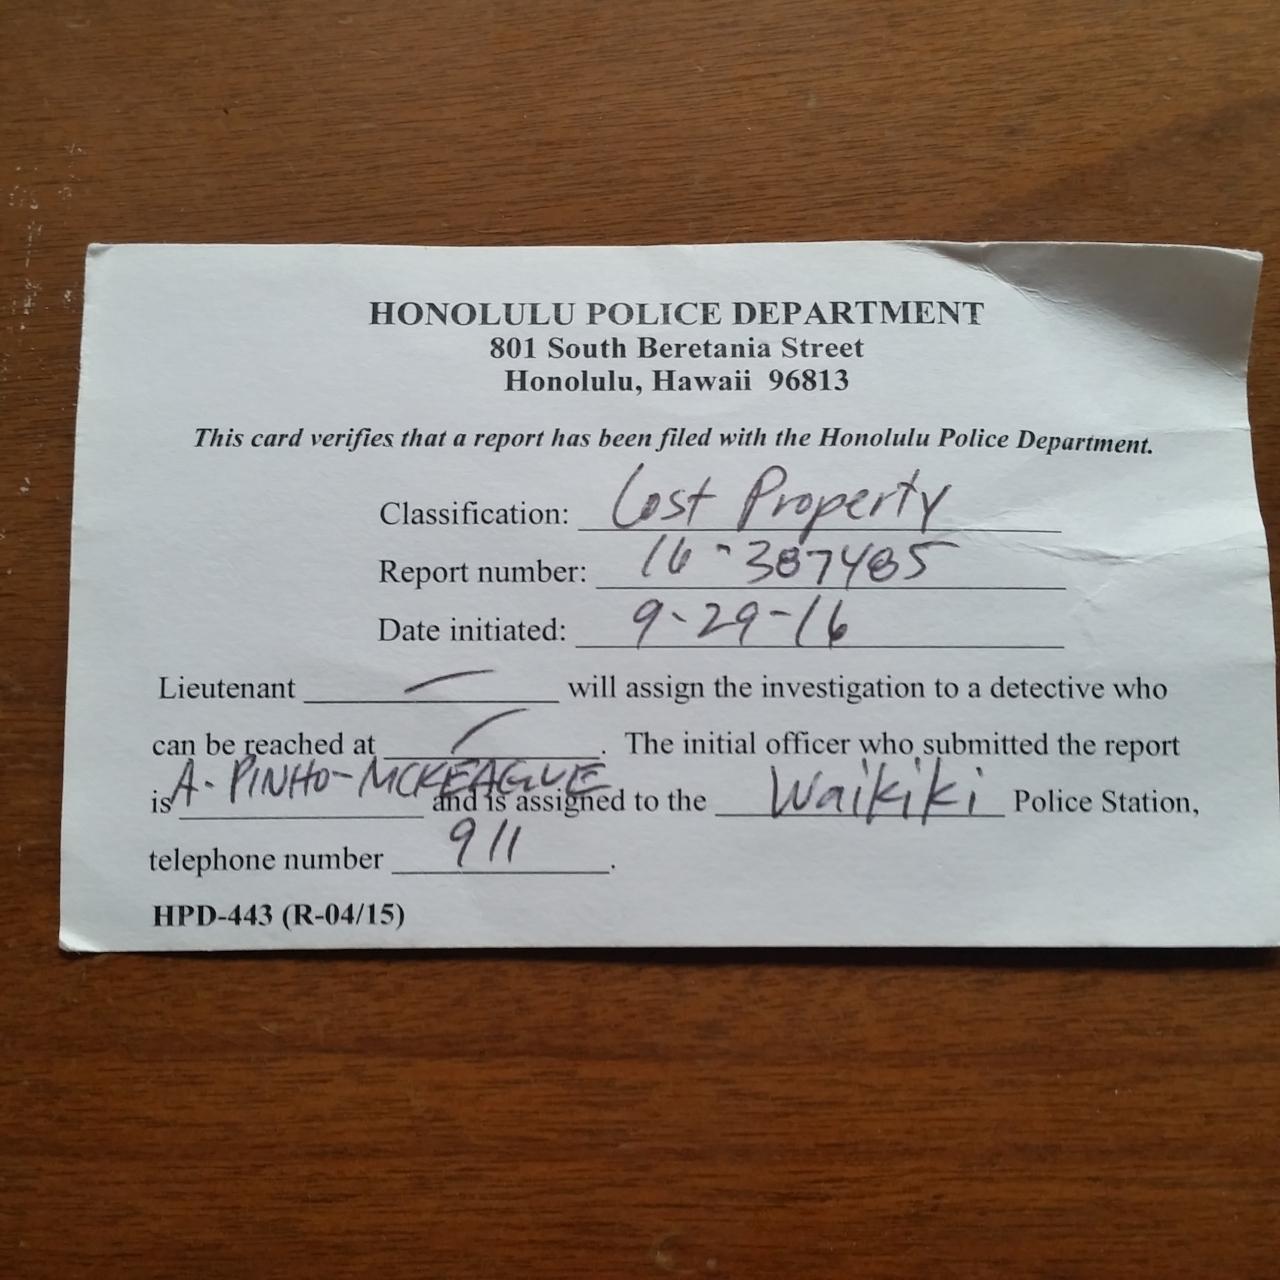 HONOLULU POLICE DEPARTMENT
801 South Beretania Street
Honolulu, Hawaii 96813
This card verifies that a report has been filed with the Honolulu Police Department.
Classification: Lost Property
Report number: 16-387485
Date initiated: 9-29-16
Lieutenant — will assign the investigation to a detective who
can be reached at —. The initial officer who submitted the report
is A. PINHO-MCKEAGUE and is assigned to the Waikiki Police Station,
telephone number 911.
HPD-443 (R-04/15)